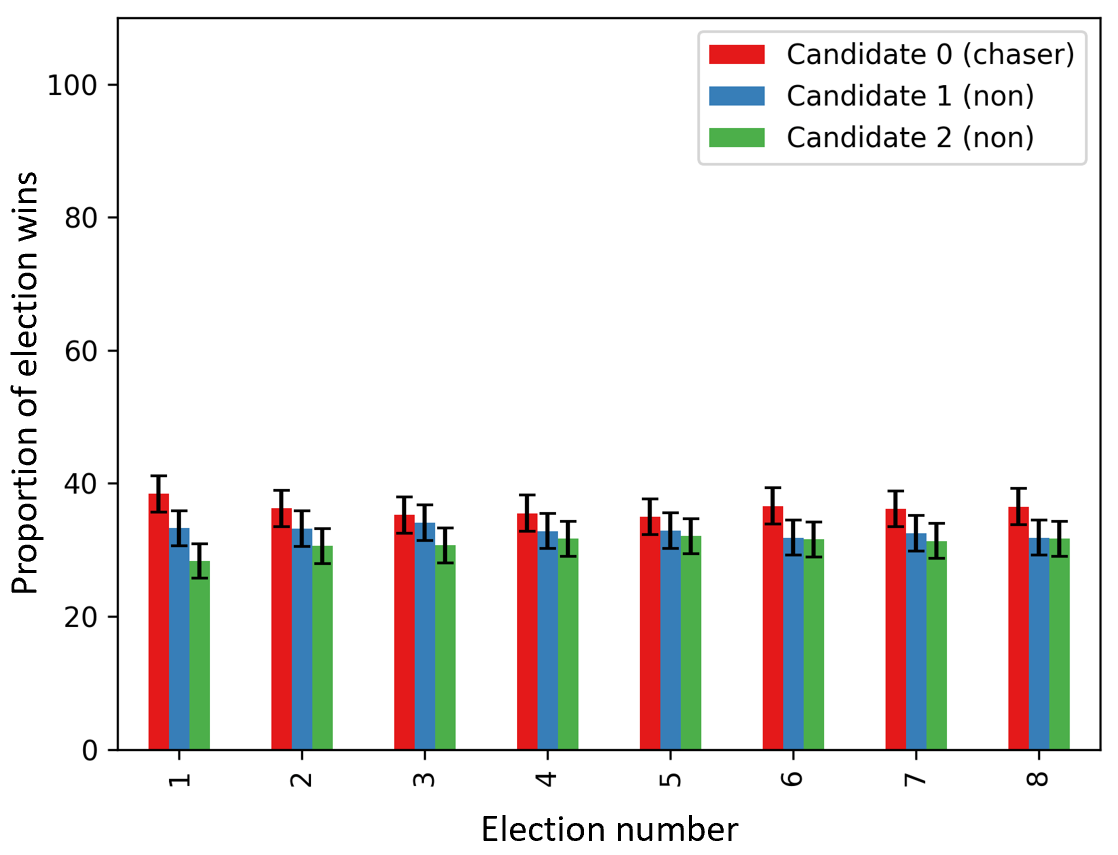 Candidate 0 (chaser)
Candidate 1 (non)
Candidate 2 (non)
Proportion of election wins
100
80
60
40
20
0
1 2 3 4 5 6 7 8
Election number